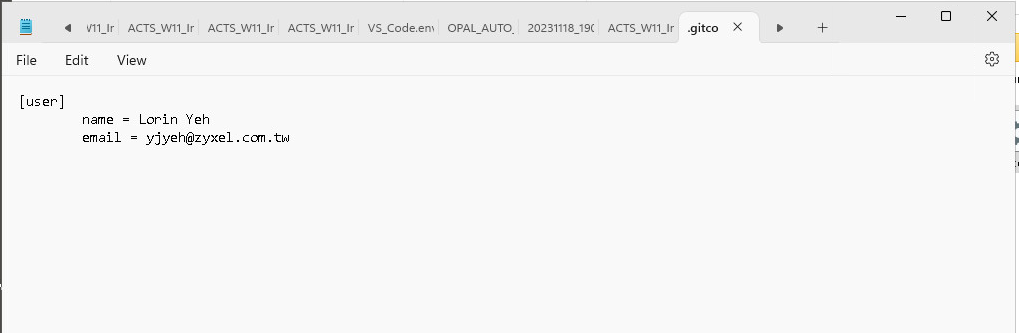 W11_Ir ACTS_W11_Ir ACTS_W11_Ir ACTS_W11_Ir VS_Code.env OPAL_AUTO_ 20231118_190 ACTS_W11_Ir .gitco
File Edit View
[user]
name = Lorin Yeh
email = yjyeh@zyxel.com.tw